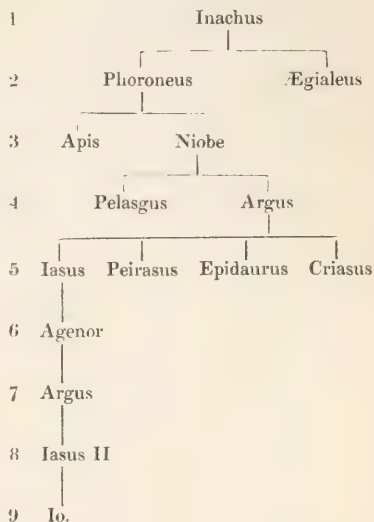 1 Inachus
2 Phoroneus Ægialeus
3 Apis Niobe
4 Pelasgus Argus
5 Iasus Peirasus Epidaurus Criasus
6 Agenor
7 Argus
8 Iasus II
9 Io.